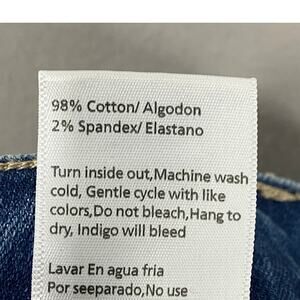 98% Cotton/ Algodon
2% Spandex/ Elastano
Turn inside out,Machine wash
cold, Gentle cycle with like
colors,Do not bleach,Hang to
dry, Indigo will bleed
Lavar En agua fria
Por seeparado,No use